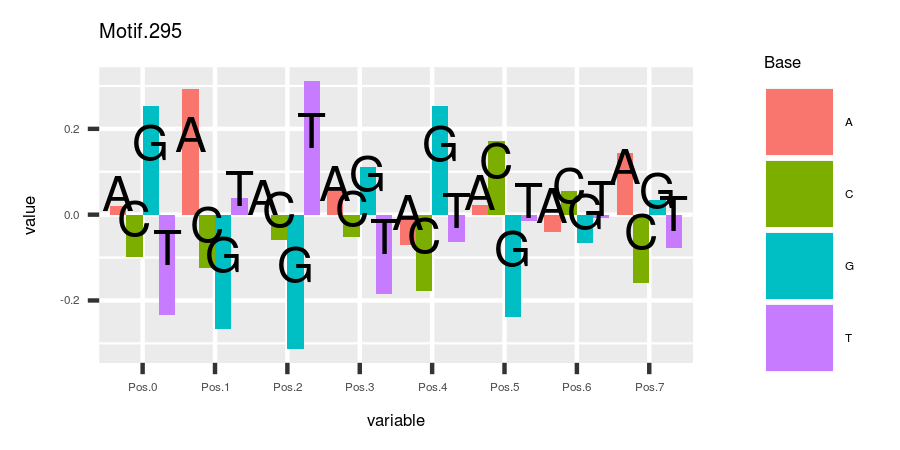 Motif.295
Base
value
0.2
0.0
-0.2
A C G T A C G T A C G T A C G T A C G T A C G T A C G T A C G T
Pos.0 Pos.1 Pos.2 Pos.3 Pos.4 Pos.5 Pos.6 Pos.7
variable
A
C
G
T